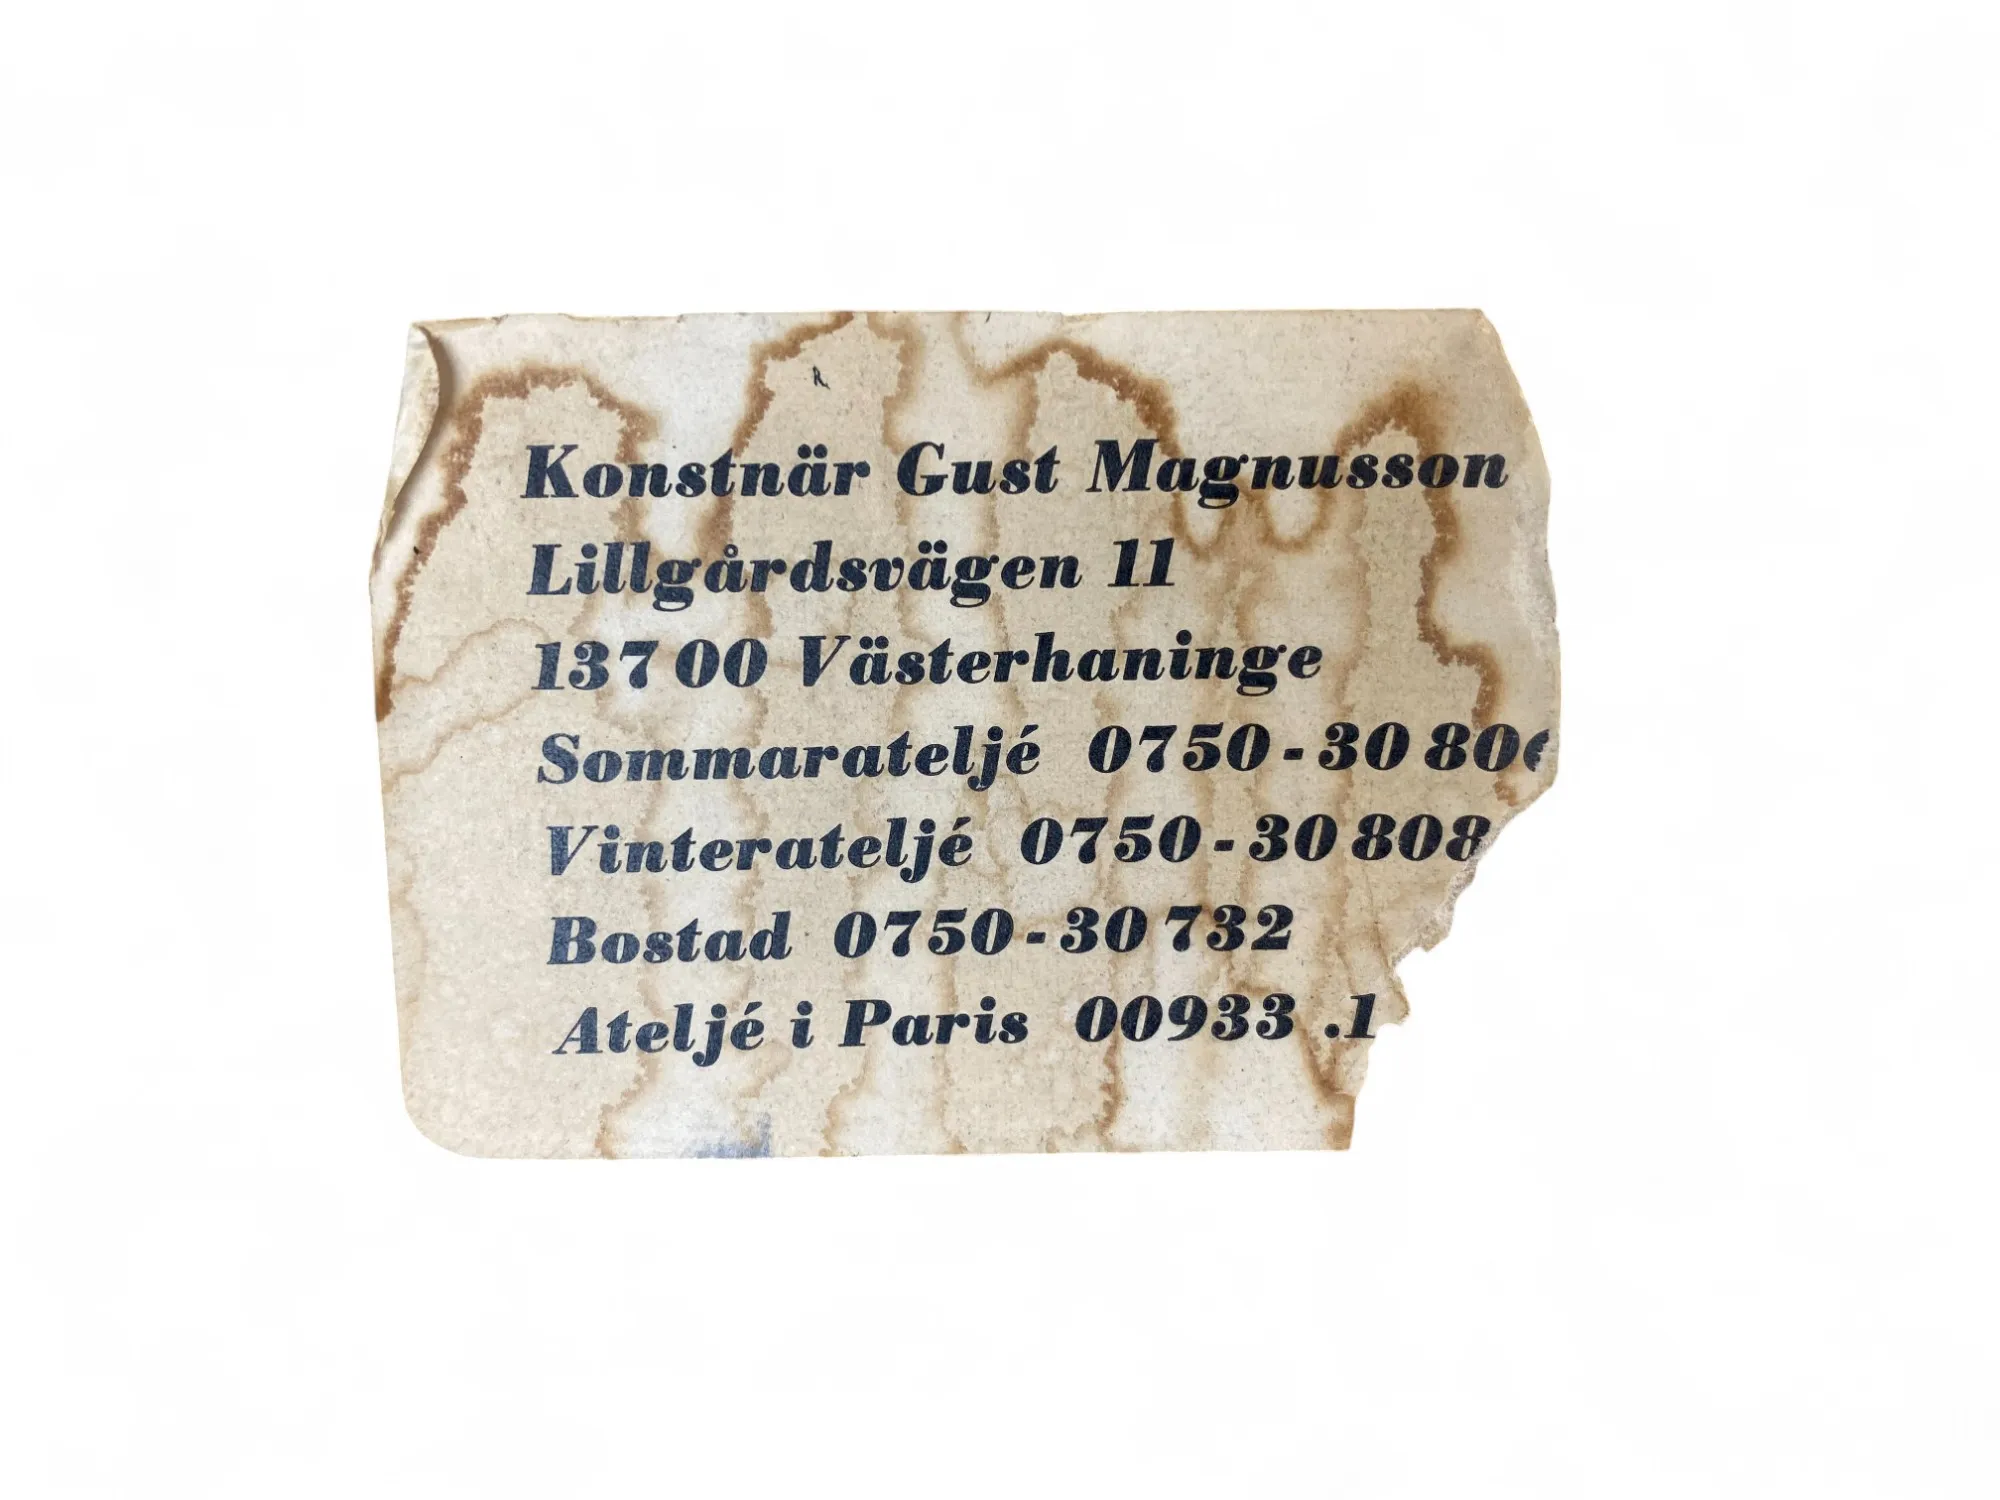 Konstnär Gust Magnusson
Lillgårdsvägen 11
137 00 Västerhaninge
Sommarateljé 0750-30 80
Vinterateljé 0750-30 808
Bostad 0750-30 732
Ateljé i Paris 00933 .1